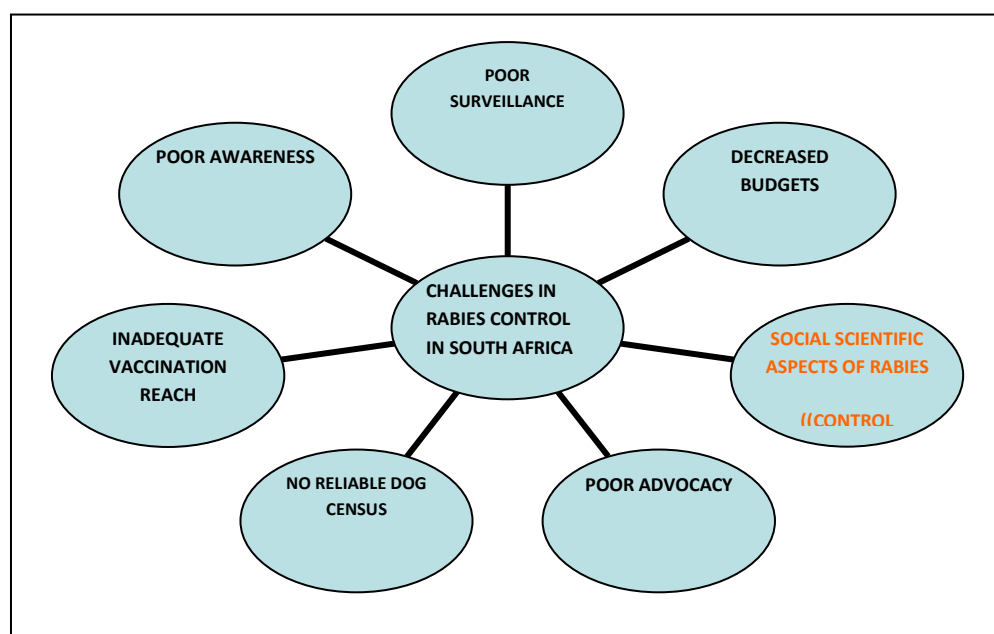 POOR
SURVEILLANCE
POOR AWARENESS
DECREASED
BUDGETS
CHALLENGES IN
RABIES CONTROL
IN SOUTH AFRICA
INADEQUATE
VACCINATION
REACH
SOCIAL SCIENTIFIC
ASPECTS OF RABIES
((CONTROL
NO RELIABLE DOG
CENSUS
POOR ADVOCACY